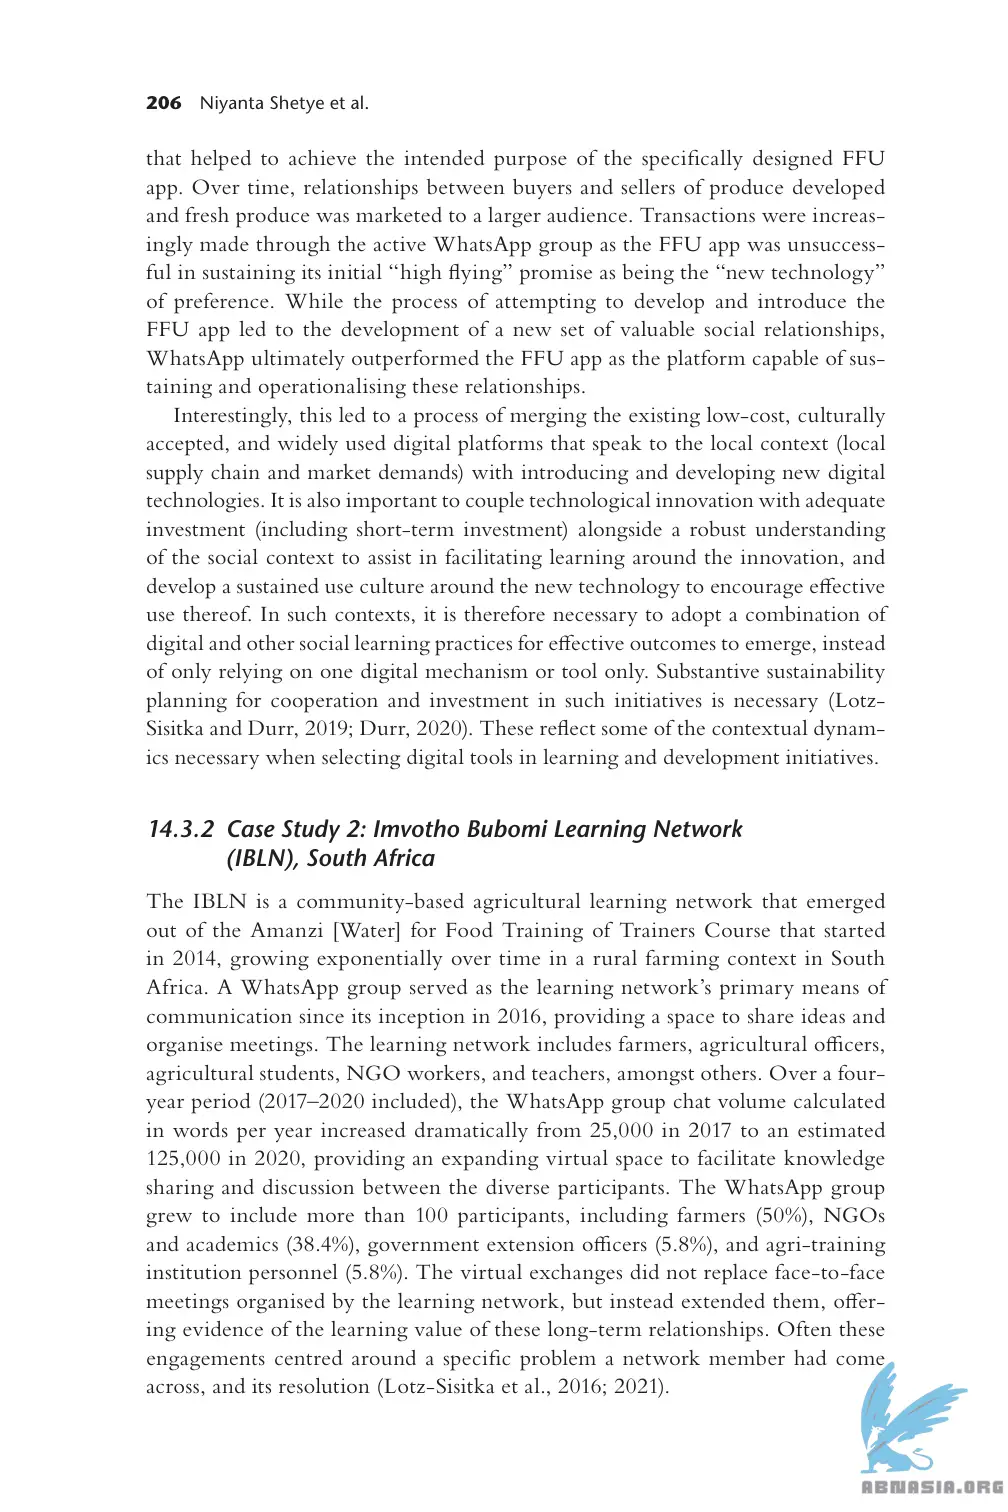 206 Niyanta Shetye et al.
that helped to achieve the intended purpose of the specifically designed FFU
app. Over time, relationships between buyers and sellers of produce developed
and fresh produce was marketed to a larger audience. Transactions were increas-
ingly made through the active WhatsApp group as the FFU app was unsuccess-
ful in sustaining its initial “high flying” promise as being the “new technology”
of preference. While the process of attempting to develop and introduce the
FFU app led to the development of a new set of valuable social relationships,
WhatsApp ultimately outperformed the FFU app as the platform capable of sus-
taining and operationalising these relationships.
Interestingly, this led to a process of merging the existing low-cost, culturally
accepted, and widely used digital platforms that speak to the local context (local
supply chain and market demands) with introducing and developing new digital
technologies. It is also important to couple technological innovation with adequate
investment (including short-term investment) alongside a robust understanding
of the social context to assist in facilitating learning around the innovation, and
develop a sustained use culture around the new technology to encourage effective
use thereof. In such contexts, it is therefore necessary to adopt a combination of
digital and other social learning practices for effective outcomes to emerge, instead
of only relying on one digital mechanism or tool only. Substantive sustainability
planning for cooperation and investment in such initiatives is necessary (Lotz-
Sisitka and Durr, 2019; Durr, 2020). These reflect some of the contextual dynam-
ics necessary when selecting digital tools in learning and development initiatives.
14.3.2 Case Study 2: Imvotho Bubomi Learning Network
(IBLN), South Africa
The IBLN is a community-based agricultural learning network that emerged
out of the Amanzi [Water] for Food Training of Trainers Course that started
in 2014, growing exponentially over time in a rural farming context in South
Africa. A WhatsApp group served as the learning network’s primary means of
communication since its inception in 2016, providing a space to share ideas and
organise meetings. The learning network includes farmers, agricultural officers,
agricultural students, NGO workers, and teachers, amongst others. Over a four-
year period (2017–2020 included), the WhatsApp group chat volume calculated
in words per year increased dramatically from 25,000 in 2017 to an estimated
125,000 in 2020, providing an expanding virtual space to facilitate knowledge
sharing and discussion between the diverse participants. The WhatsApp group
grew to include more than 100 participants, including farmers (50%), NGOs
and academics (38.4%), government extension officers (5.8%), and agri-training
institution personnel (5.8%). The virtual exchanges did not replace face-to-face
meetings organised by the learning network, but instead extended them, offer-
ing evidence of the learning value of these long-term relationships. Often these
engagements centred around a specific problem a network member had come
across, and its resolution (Lotz-Sisitka et al., 2016; 2021).
ABNASIA.ORG